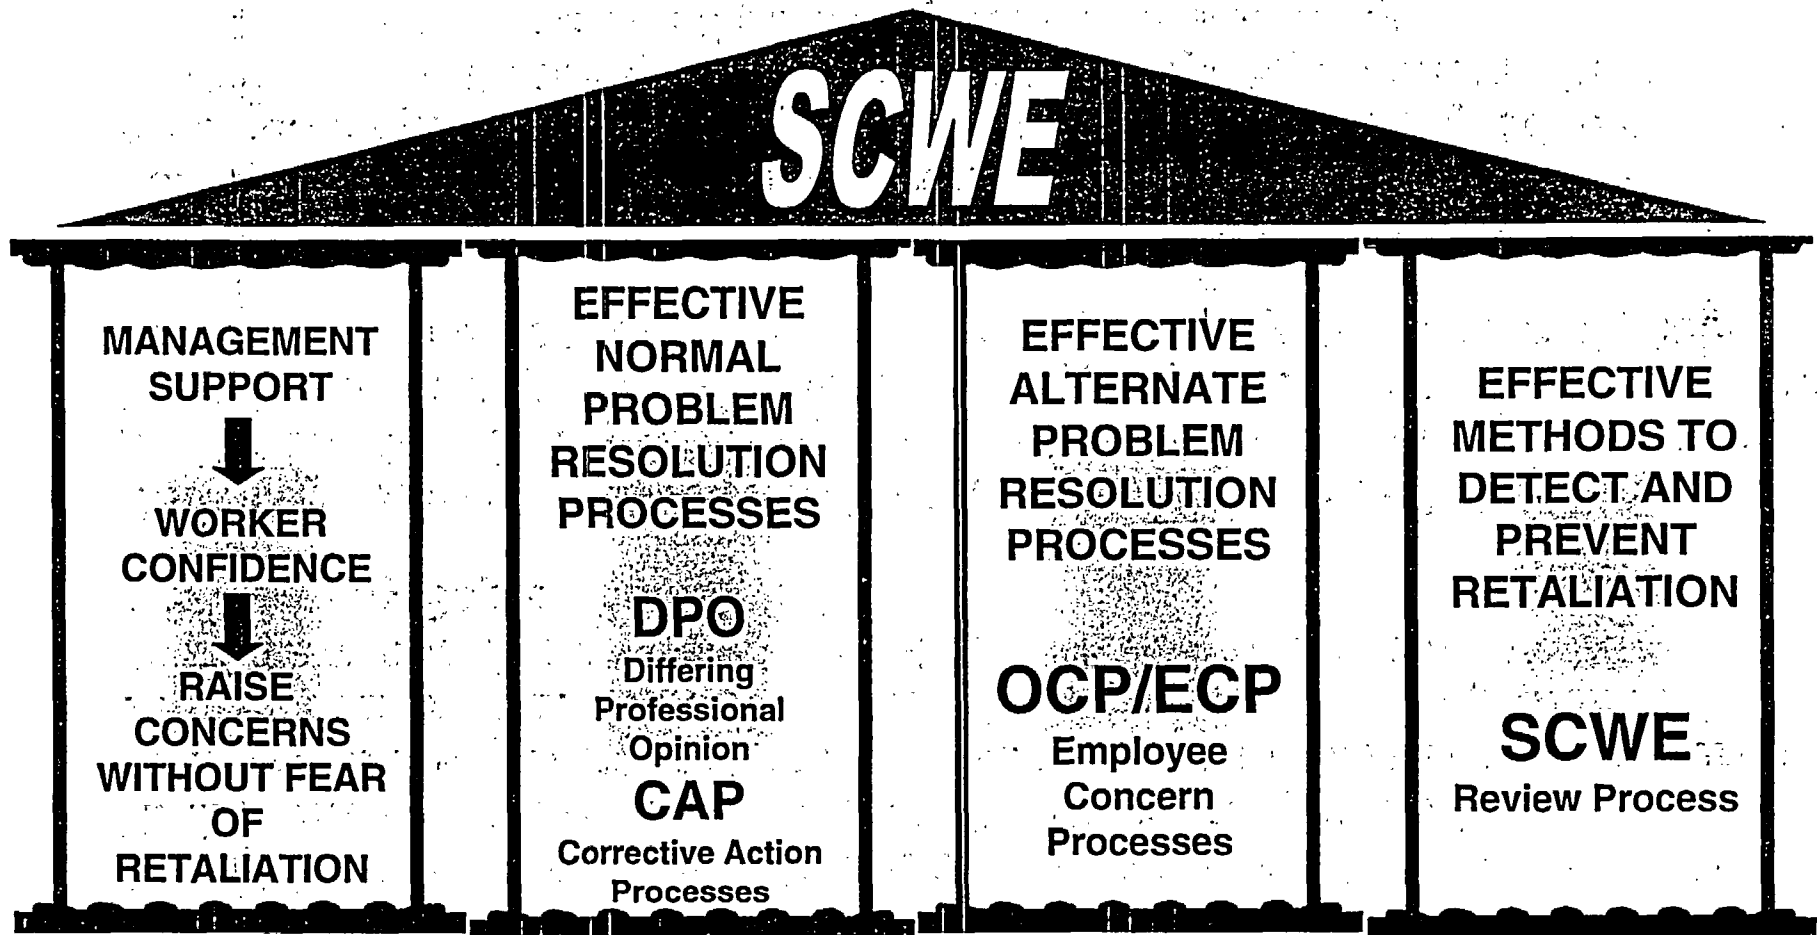 SCWE
MANAGEMENT
SUPPORT
WORKER
CONFIDENCE
RAISE
CONCERNS
WITHOUT FEAR
OF
RETALIATION
EFFECTIVE
NORMAL
PROBLEM
RESOLUTION
PROCESSES
DPO
Differing
Professional
Opinion
CAP
Corrective Action
Processes
EFFECTIVE
ALTERNATE
PROBLEM
RESOLUTION
PROCESSES
OCP/ECP
Employee
Concern
Processes
EFFECTIVE
METHODS TO
DETECT AND
PREVENT
RETALIATION
SCWE
Review Process